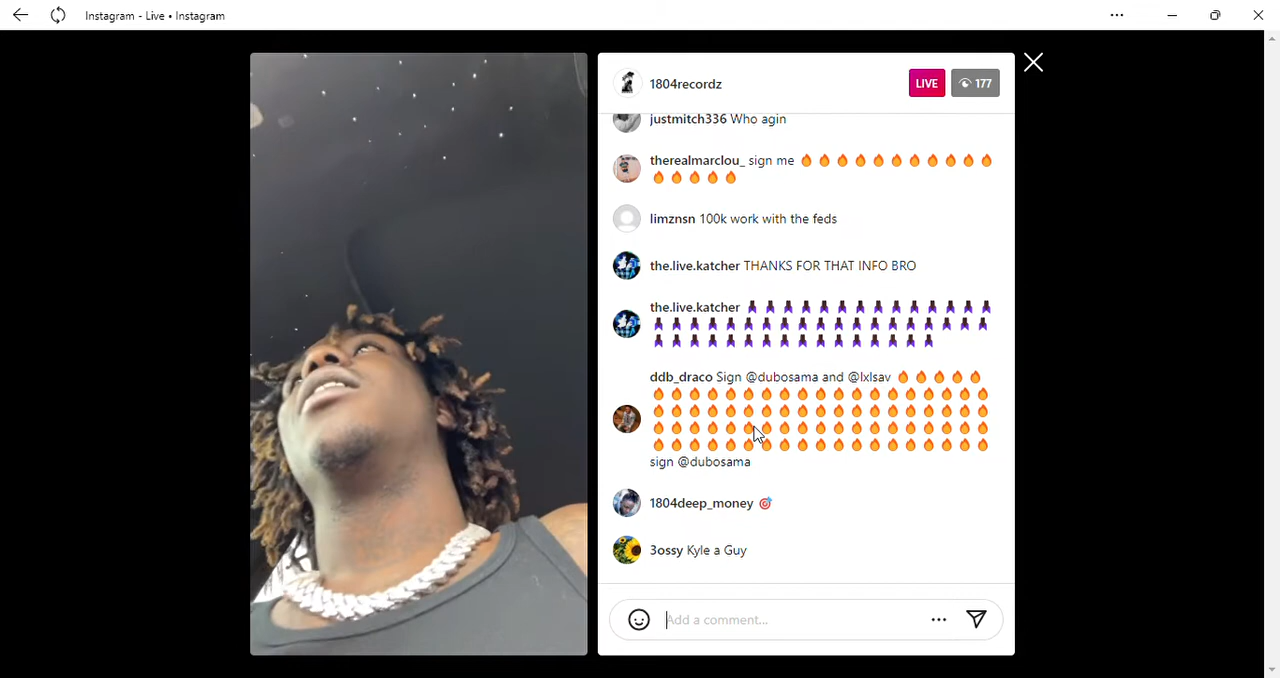 Instagram - Live • Instagram
1804recordz
LIVE
177
justmitch336 Who agin
therealmarclou_ sign me 🔥🔥🔥🔥🔥🔥🔥🔥🔥🔥🔥
🔥🔥🔥🔥🔥
limznsn 100k work with the feds
the.live.katcher THANKS FOR THAT INFO BRO
the.live.katcher
ddb_draco Sign @dubosama and @lxlsav 🔥🔥🔥🔥🔥
🔥🔥🔥🔥🔥🔥🔥🔥🔥🔥🔥🔥🔥🔥🔥🔥🔥🔥🔥
🔥🔥🔥🔥🔥🔥🔥🔥🔥🔥🔥🔥🔥🔥🔥🔥🔥🔥🔥
🔥🔥🔥🔥🔥🔥🔥🔥🔥🔥🔥🔥🔥🔥🔥🔥🔥🔥🔥
🔥🔥🔥🔥🔥🔥🔥🔥🔥🔥🔥🔥🔥🔥🔥🔥🔥🔥🔥
sign @dubosama
1804deep_money 🎯
3ossy Kyle a Guy
Add a comment...